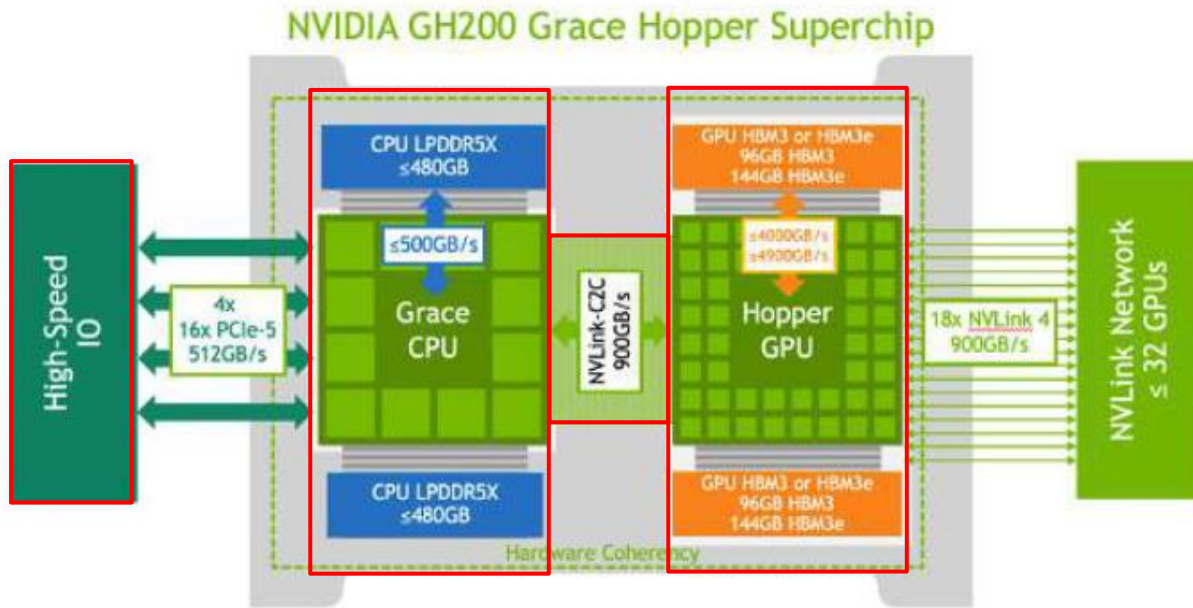 NVIDIA GH200 Grace Hopper Superchip
High-Speed
IO
4x
16x PCIe-5
512GB/s
CPU LPDDR5X
≤480GB
≤500GB/s
Grace
CPU
CPU LPDDR5X
≤480GB
NVLink-C2C
900GB/s
GPU HBM3 or HBM3e
96GB HBM3
144GB HBM3e
≤4000GB/s
≤4900GB/s
Hopper
GPU
GPU HBM3 or HBM3e
96GB HBM3
144GB HBM3e
18x NVLink 4
900GB/s
NVLink Network
≤ 32 GPUs
Hardware Coherency